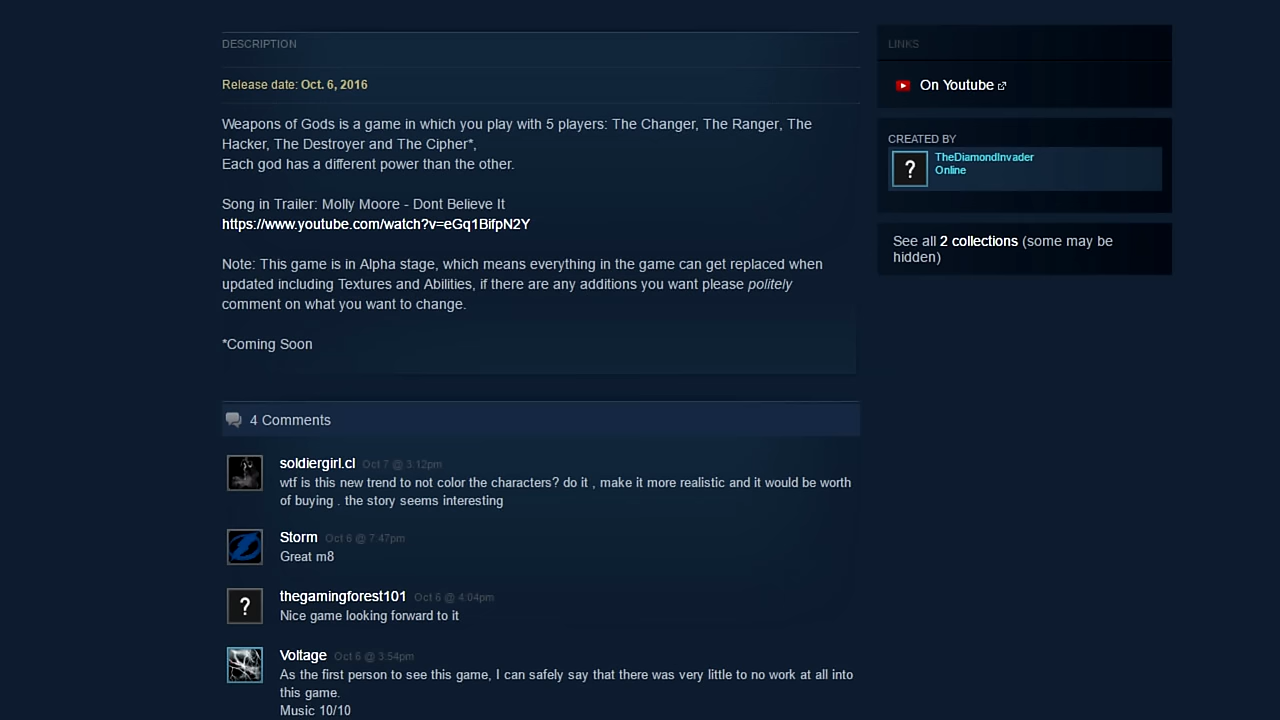 DESCRIPTION
Release date: Oct. 6, 2016
Weapons of Gods is a game in which you play with 5 players: The Changer, The Ranger, The
Hacker, The Destroyer and The Cipher*,
Each god has a different power than the other.
Song in Trailer: Molly Moore - Dont Believe It
https://www.youtube.com/watch?v=eGq1BifpN2Y
Note: This game is in Alpha stage, which means everything in the game can get replaced when
updated including Textures and Abilities, if there are any additions you want please politely
comment on what you want to change.
*Coming Soon
4 Comments
soldiergirl.cl Oct 7 @ 3:12pm
wtf is this new trend to not color the characters? do it , make it more realistic and it would be worth
of buying . the story seems interesting
Storm Oct 6 @ 7:47pm
Great m8
thegamingforest101 Oct 6 @ 4:04pm
Nice game looking forward to it
Voltage Oct 6 @ 3:54pm
As the first person to see this game, I can safely say that there was very little to no work at all into
this game.
Music 10/10
LINKS
On Youtube
CREATED BY
?
TheDiamondInvader
Online
See all 2 collections (some may be
hidden)